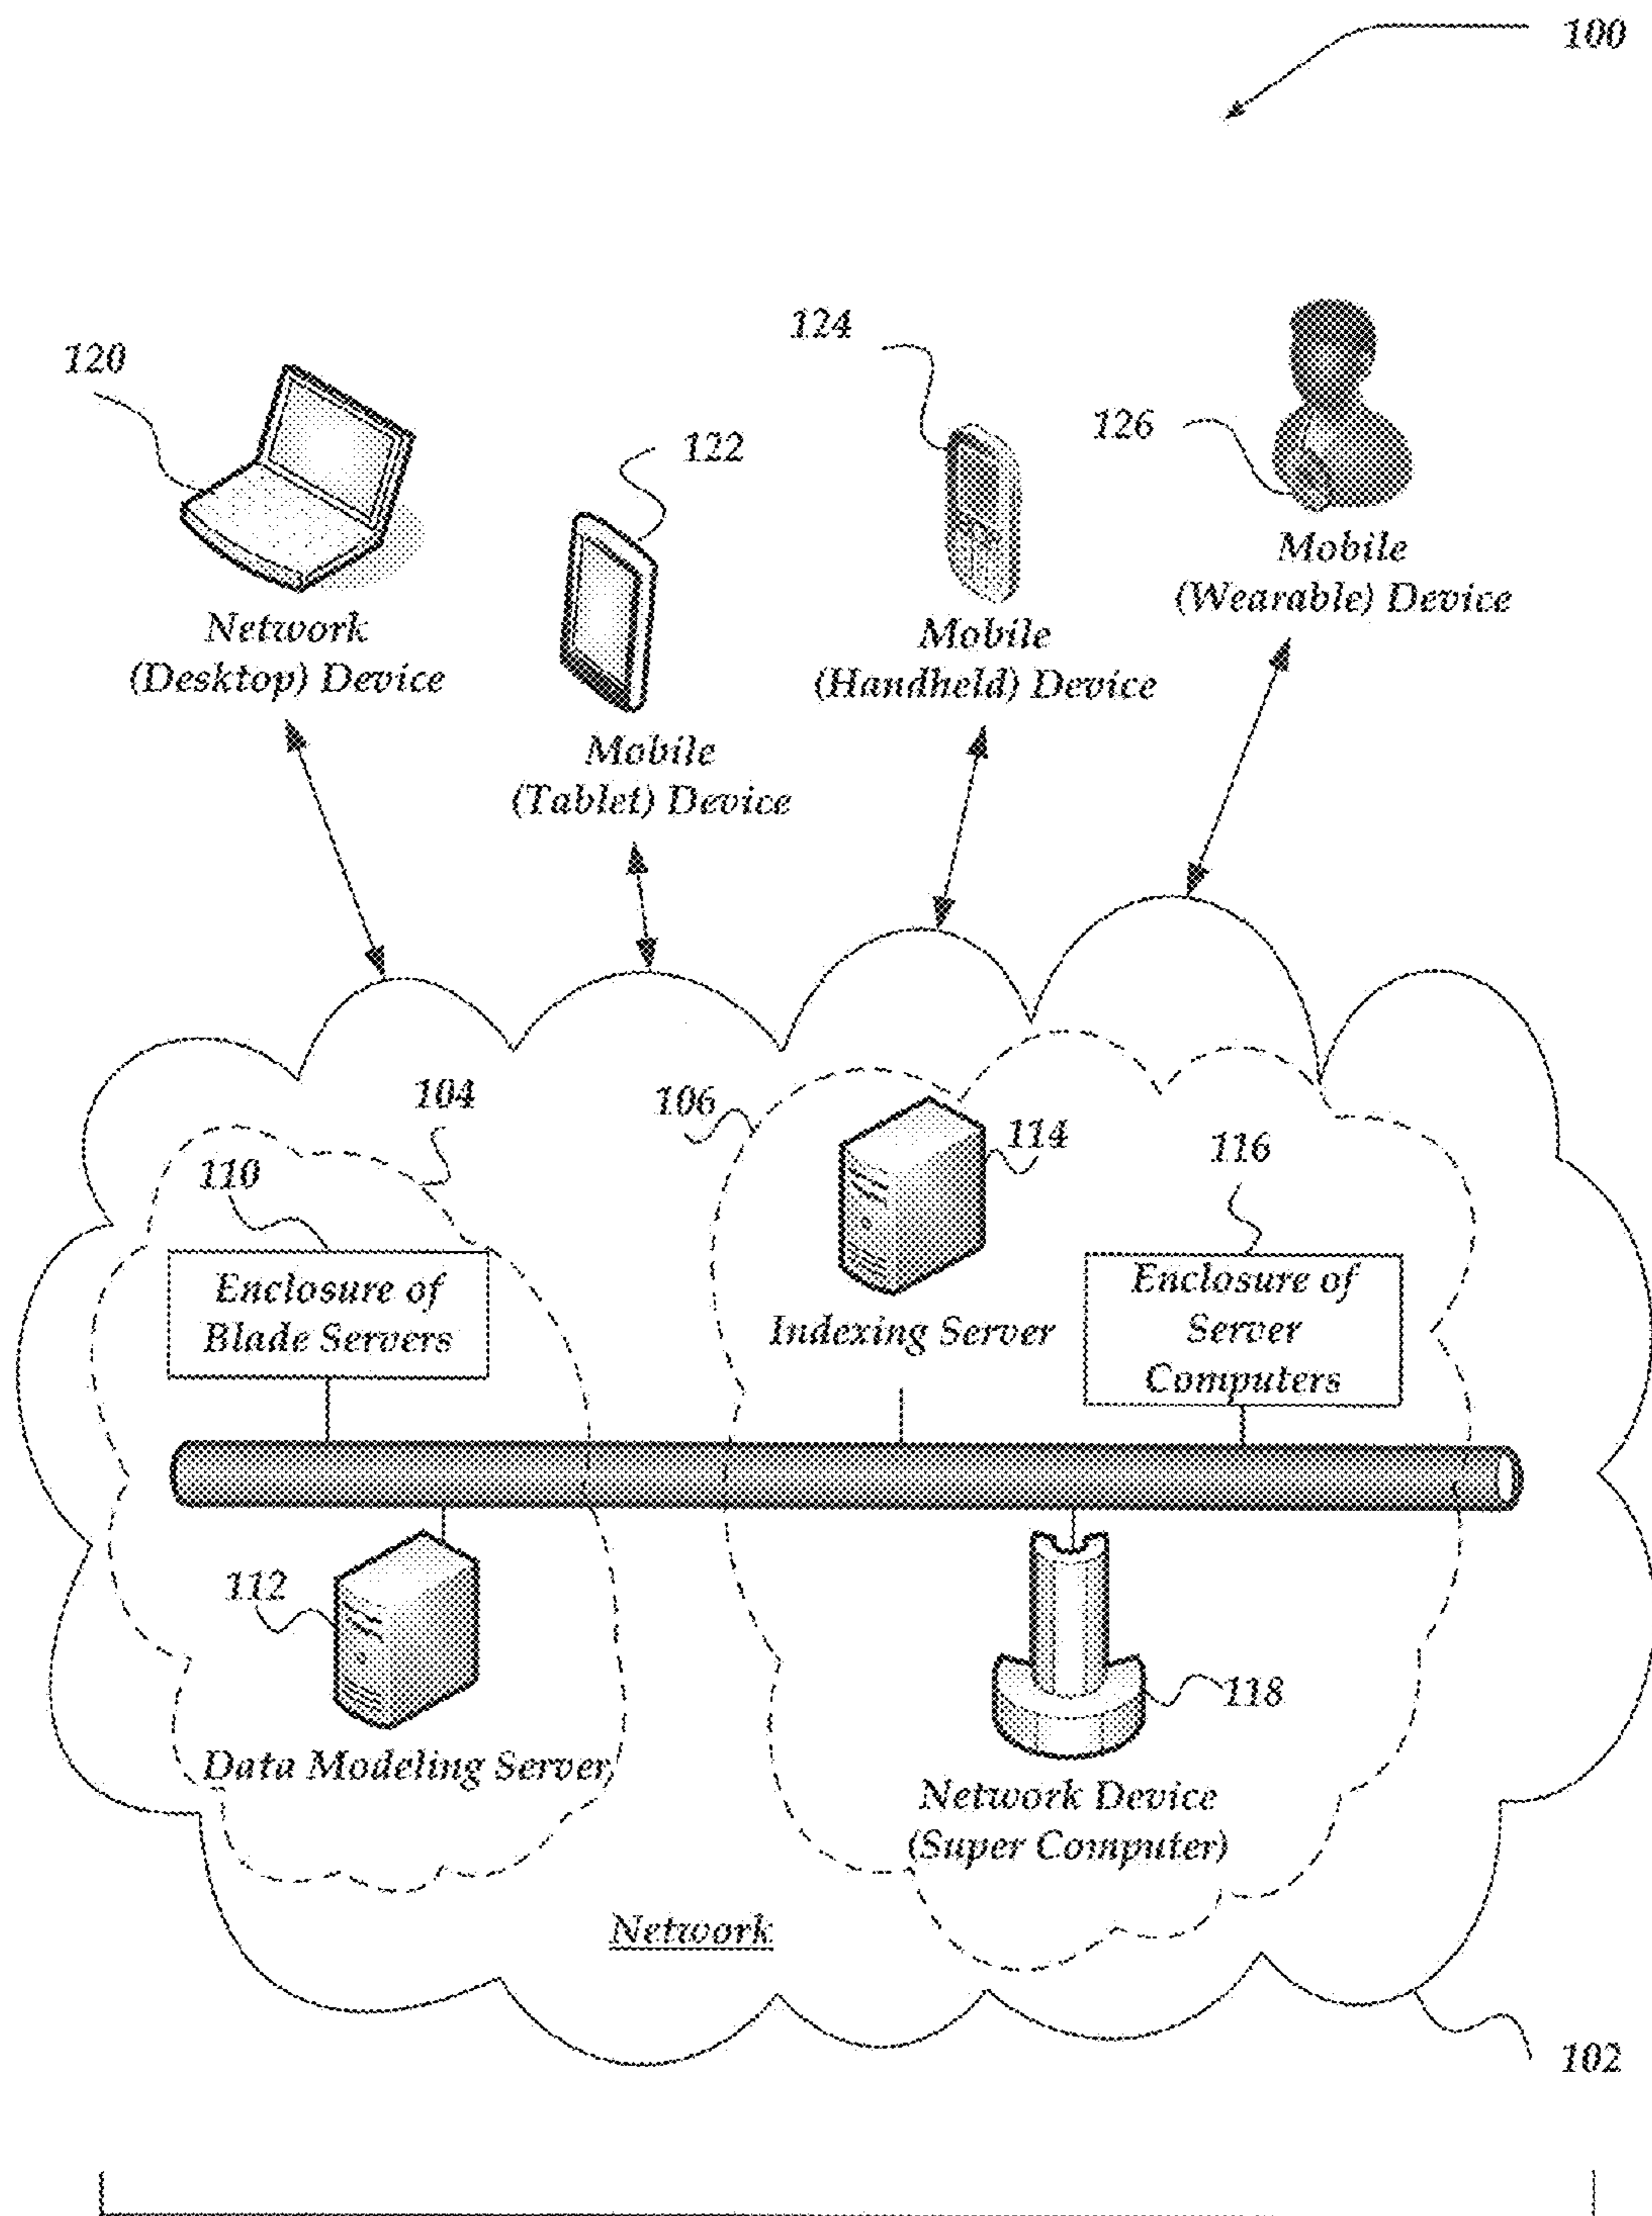 100
120
124
126
122
Network
(Desktop) Device
Mobile
(Tablet) Device
Mobile
(Handheld) Device
Mobile
(Wearable) Device
104
106
110
114
116
Enclosure of
Blade Servers
Indexing Server
Enclosure of
Server
Computers
112
118
Data Modeling Server
Network Device
(Super Computer)
Network
102